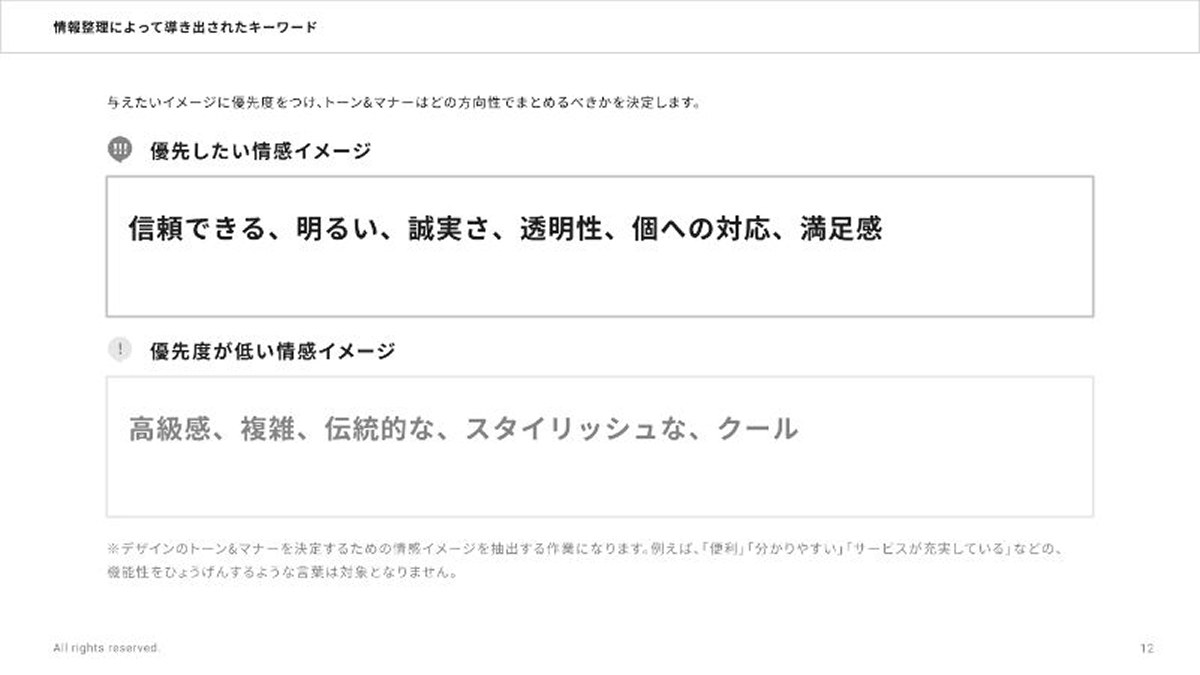 情報整理によって導き出されたキーワード
与えたいイメージに優先度をつけ、トーン&マナーはどの方向性でまとめるべきかを決定します。
!!! 優先したい情感イメージ
信頼できる、明るい、誠実さ、透明性、個への対応、満足感
! 優先度が低い情感イメージ
高級感、複雑、伝統的な、スタイリッシュな、クール
※デザインのトーン&マナーを決定するための情感イメージを抽出する作業になります。例えば、「便利」「分かりやすい」「サービスが充実している」などの、
機能性をひょうげんするような言葉は対象となりません。
All rights reserved.
12